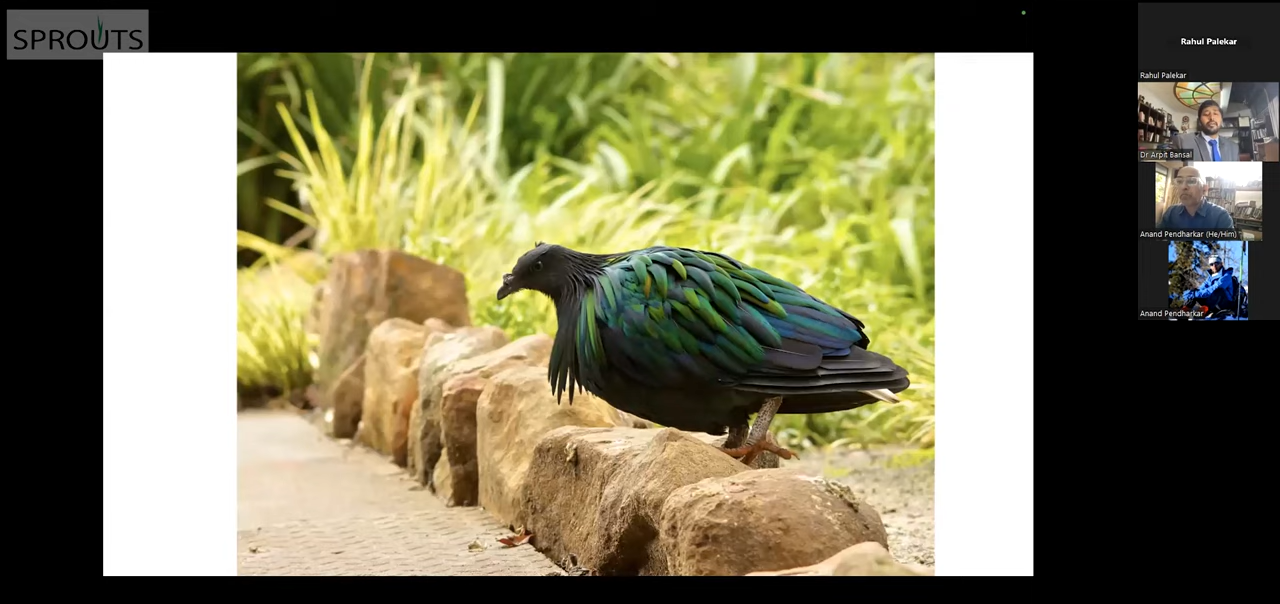 SPROUTS
Rahul Palekar
Rahul Palekar
Dr Arpit Bansal
Anand Pendharkar (He/Him)
Anand Pendharkar